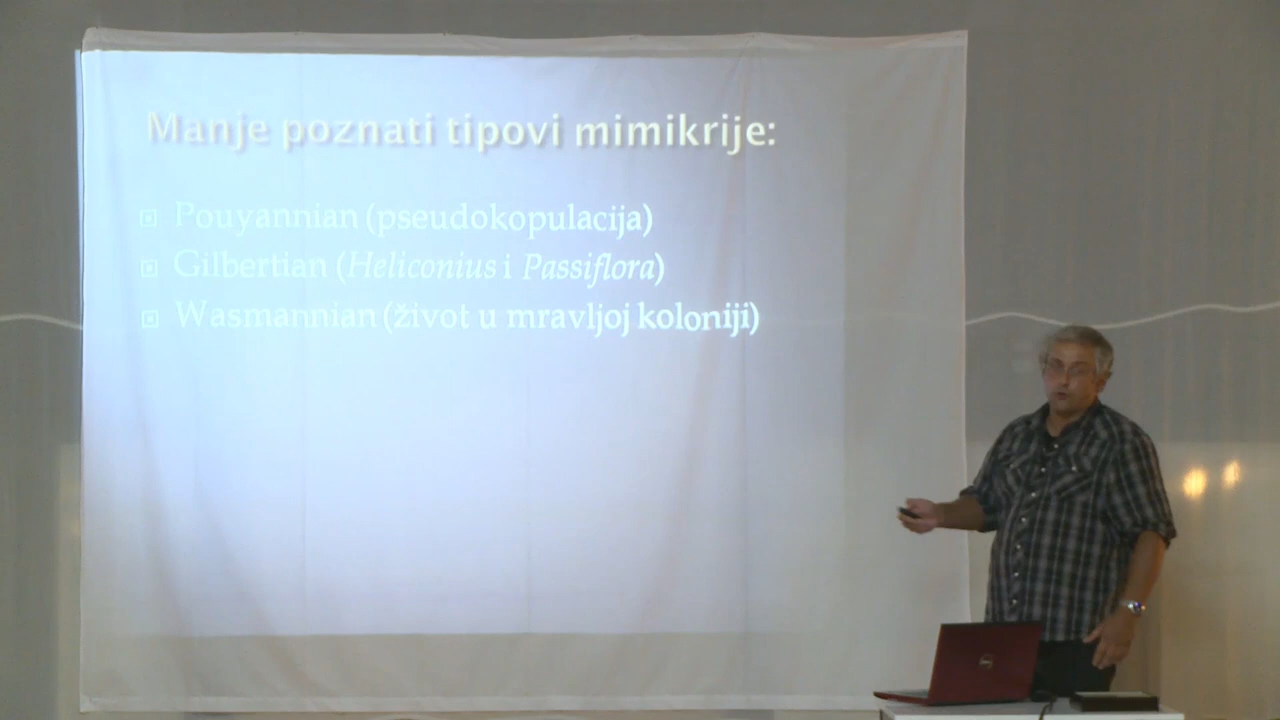 Manje poznati tipovi mimikrije:
Pouyannian (pseudokopulacija)
Gilbertian (Heliconius i Passiflora)
Wasmannian (život u mravljoj koloniji)